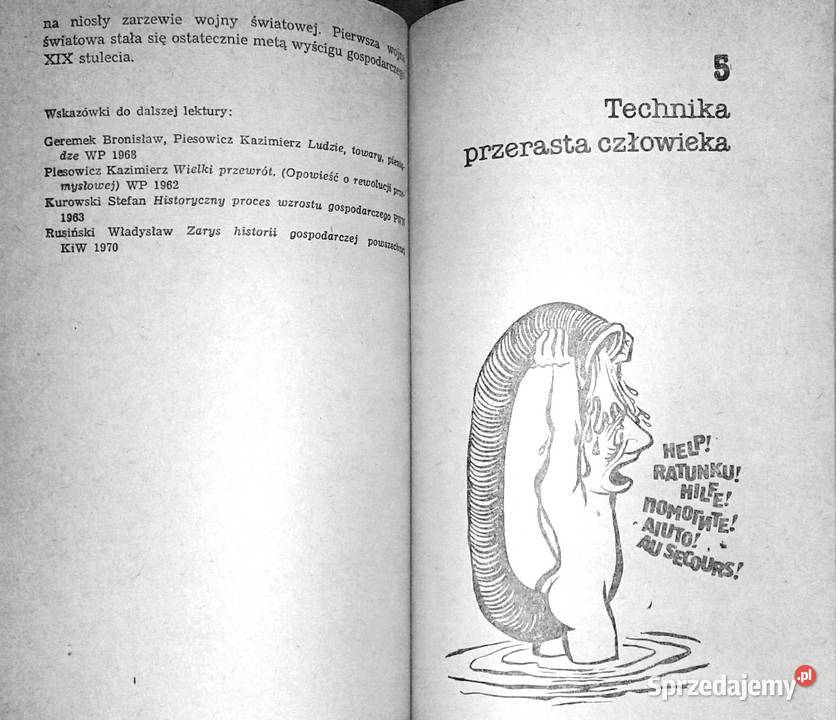 na niosły zarzewie wojny światowej. Pierwsza wojna
światowa stała się ostatecznie metą wyścigu gospodarczego
XIX stulecia.
Wskazówki do dalszej lektury:
Geremek Bronisław, Piesowicz Kazimierz Ludzie, towary, pienią-
dze WP 1968
Piesowicz Kazimierz Wielki przewrót. (Opowieść o rewolucji prze-
mysłowej) WP 1962
Kurowski Stefan Historyczny proces wzrostu gospodarczego PWN
1963
Rusiński Władysław Zarys historii gospodarczej powszechnej
KiW 1970
5
Technika
przerasta człowieka
HELP!
RATUNKU!
HILFE!
ПОМОГИТЕ!
AIUTO!
AU SECOURS!
Sprzedajemy.pl